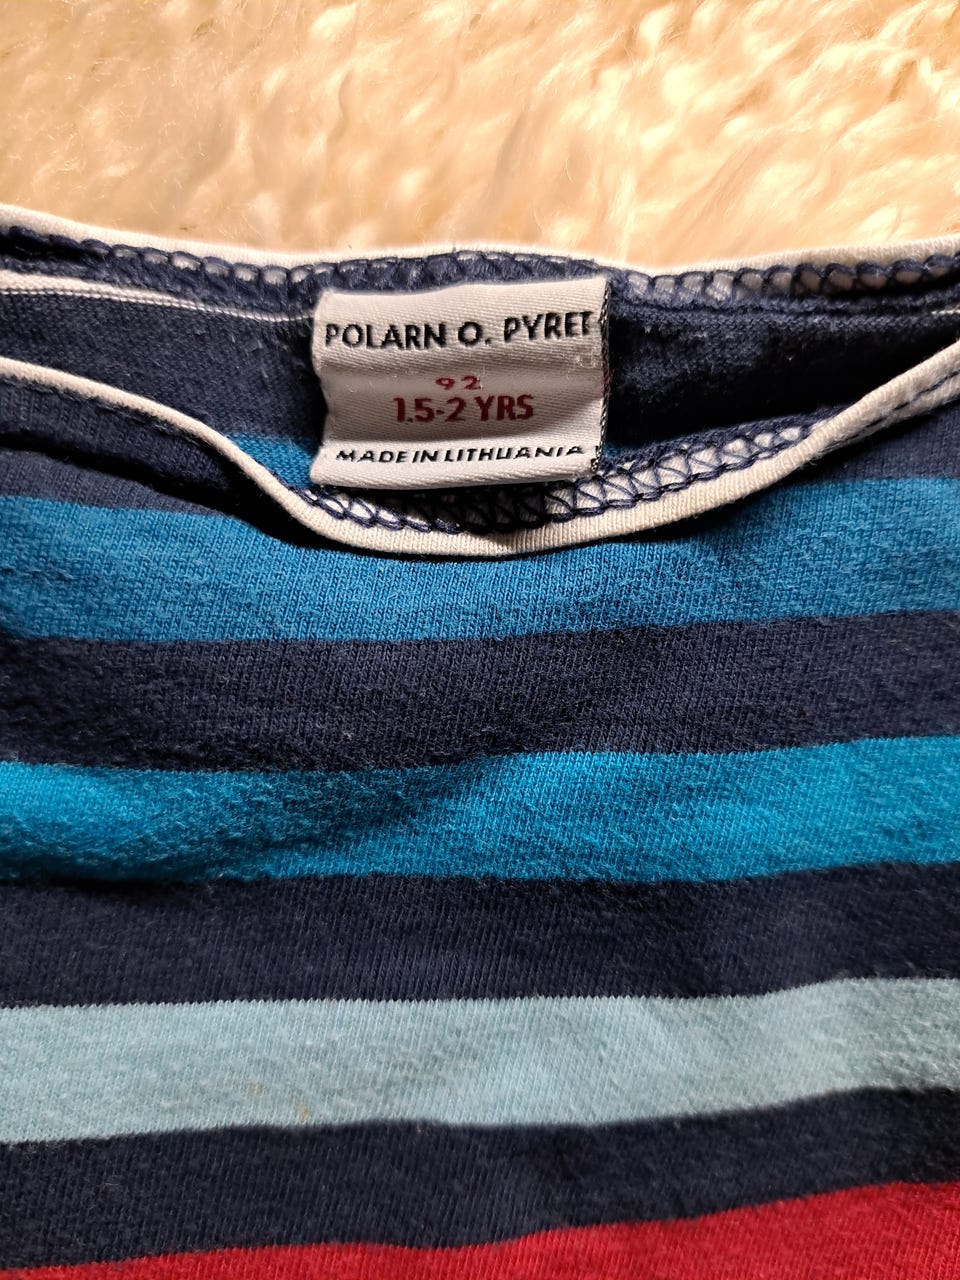 POLARN O. PYRET
92
1.5-2 YRS
MADE IN LITHUANIA